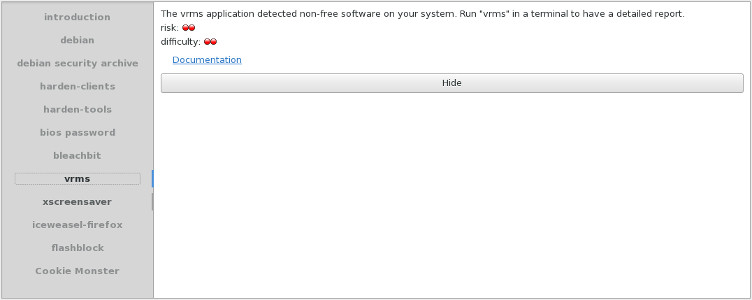 introduction
debian
debian security archive
harden-clients
harden-tools
bios password
bleachbit
vrms
xscreensaver
iceweasel-firefox
flashblock
Cookie Monster
The vrms application detected non-free software on your system. Run "vrms" in a terminal to have a detailed report.
risk:
difficulty:
Documentation
Hide